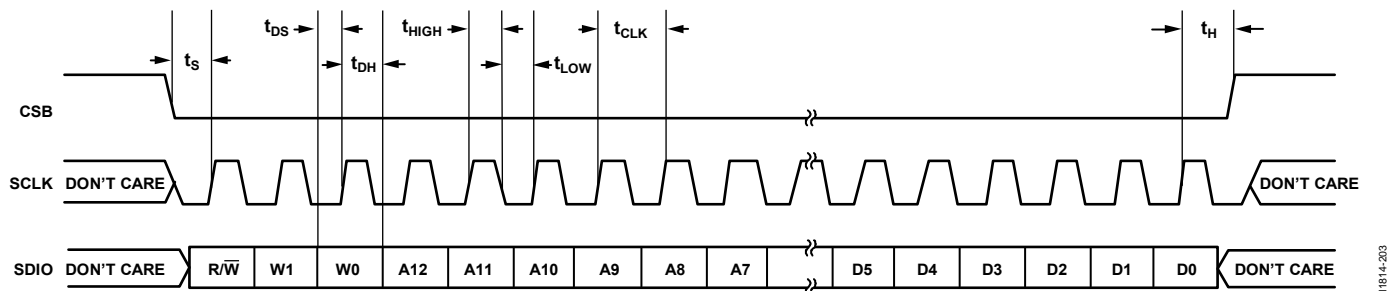 tDS
tHIGH
tCLK
tH
tS
tDH
tLOW
CSB
SCLK DON'T CARE DON'T CARE
SDIO DON'T CARE R/W̅ W1 W0 A12 A11 A10 A9 A8 A7 D5 D4 D3 D2 D1 D0 DON'T CARE
11814-203